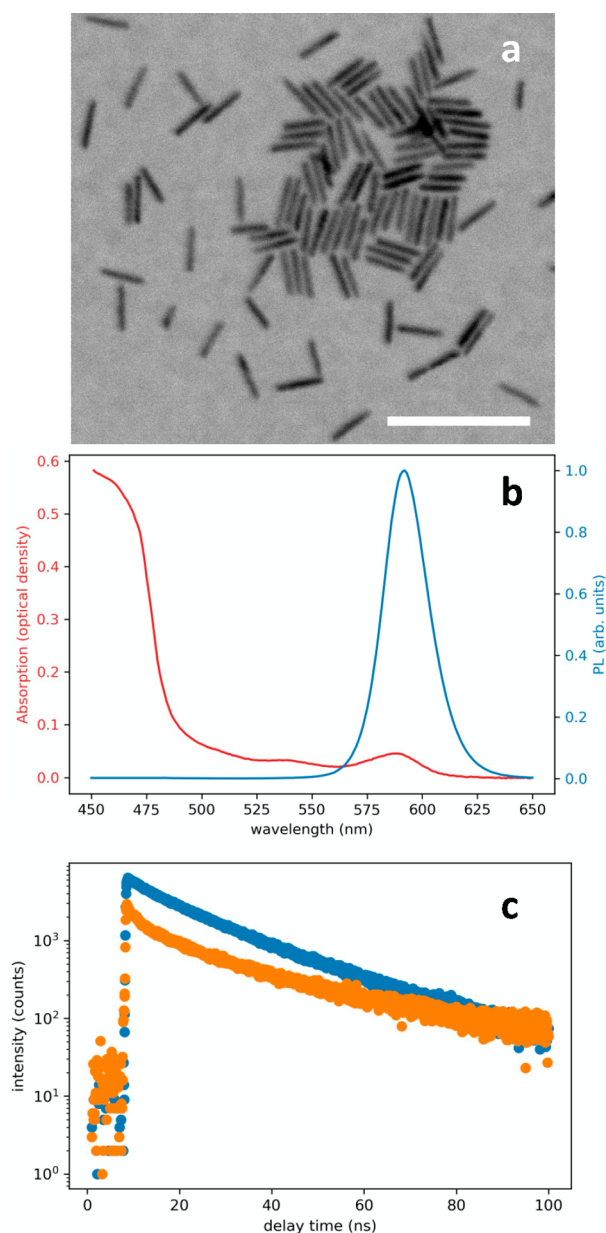 a
b
0.6
0.5
0.4
0.3
0.2
0.1
0.0
Absorption (optical density)
1.0
0.8
0.6
0.4
0.2
0.0
PL (arb. units)
450 475 500 525 550 575 600 625 650
wavelength (nm)
c
10³
10²
10¹
10⁰
intensity (counts)
0 20 40 60 80 100
delay time (ns)